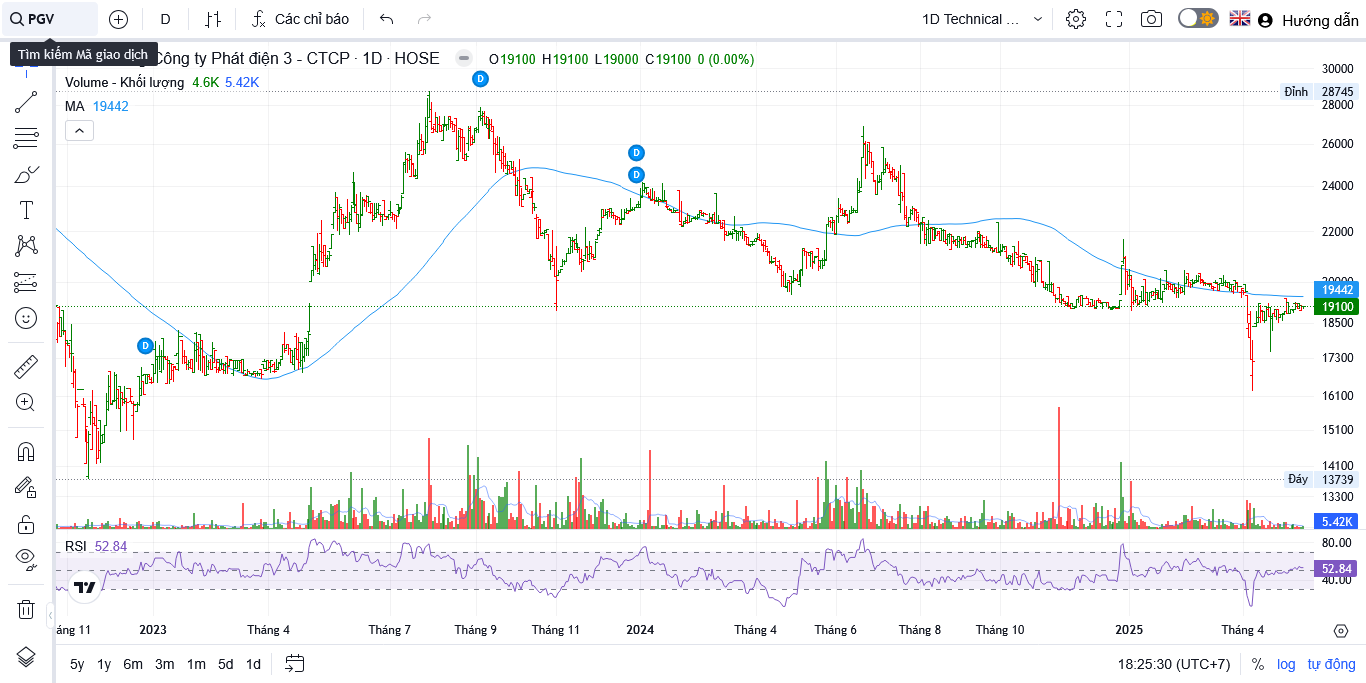 PGV
D
Các chỉ báo
1D Technical ...
Hướng dẫn
Tìm kiếm Mã giao dịch
Công ty Phát điện 3 - CTCP · 1D · HOSE
O19100 H19100 L19000 C19100 0 (0.00%)
Volume - Khối lượng 4.6K 5.42K
MA 19442
D
D
D
D
30000
Đỉnh 28745
28000
26000
24000
22000
20000
19442
19100
18500
17300
16100
15100
14100
Đáy 13739
13300
5.42K
RSI 52.84
80.00
52.84
40.00
áng 11 2023 Tháng 4 Tháng 7 Tháng 9 Tháng 11 2024 Tháng 4 Tháng 6 Tháng 8 Tháng 10 2025 Tháng 4
5y 1y 6m 3m 1m 5d 1d
18:25:30 (UTC+7) % log tự động